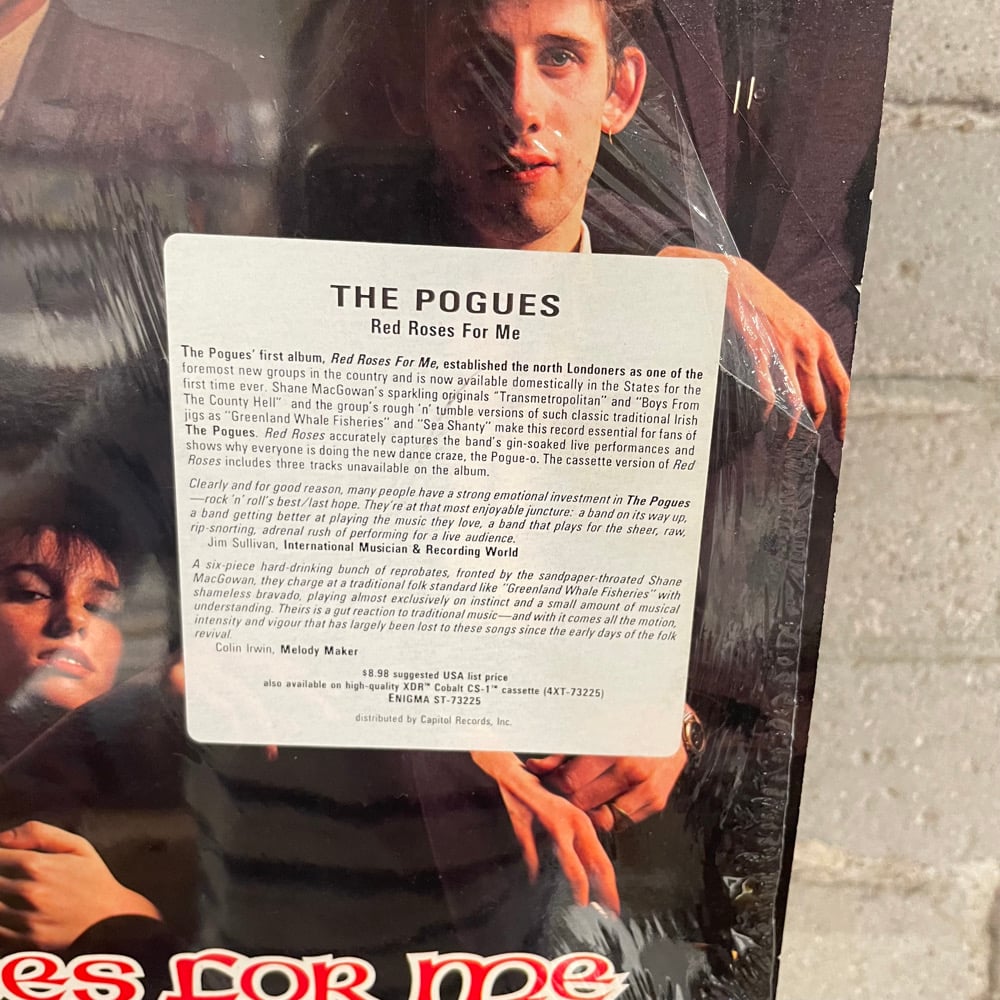 THE POGUES
Red Roses For Me
The Pogues' first album, Red Roses For Me, established the north Londoners as one of the
foremost new groups in the country and is now available domestically in the States for the
first time ever. Shane MacGowan's sparkling originals "Transmetropolitan" and "Boys From
The County Hell" and the group's rough 'n' tumble versions of such classic traditional Irish
jigs as "Greenland Whale Fisheries" and "Sea Shanty" make this record essential for fans of
The Pogues. Red Roses accurately captures the band's gin-soaked live performances and
shows why everyone is doing the new dance craze, the Pogue-o. The cassette version of Red
Roses includes three tracks unavailable on the album.
Clearly and for good reason, many people have a strong emotional investment in The Pogues
—rock 'n' roll's best/last hope. They're at that most enjoyable juncture: a band on its way up,
a band getting better at playing the music they love, a band that plays for the sheer, raw,
rip-snorting, adrenal rush of performing for a live audience.
Jim Sullivan, International Musician & Recording World
A six-piece hard-drinking bunch of reprobates, fronted by the sandpaper-throated Shane
MacGowan, they charge at a traditional folk standard like "Greenland Whale Fisheries" with
shameless bravado, playing almost exclusively on instinct and a small amount of musical
understanding. Theirs is a gut reaction to traditional music—and with it comes all the motion,
intensity and vigour that has largely been lost to these songs since the early days of the folk
revival.
Colin Irwin, Melody Maker
$8.98 suggested USA list price
also available on high-quality XDR™ Cobalt CS-1™ cassette (4XT-73225)
ENIGMA ST-73225
distributed by Capitol Records, Inc.
es for me